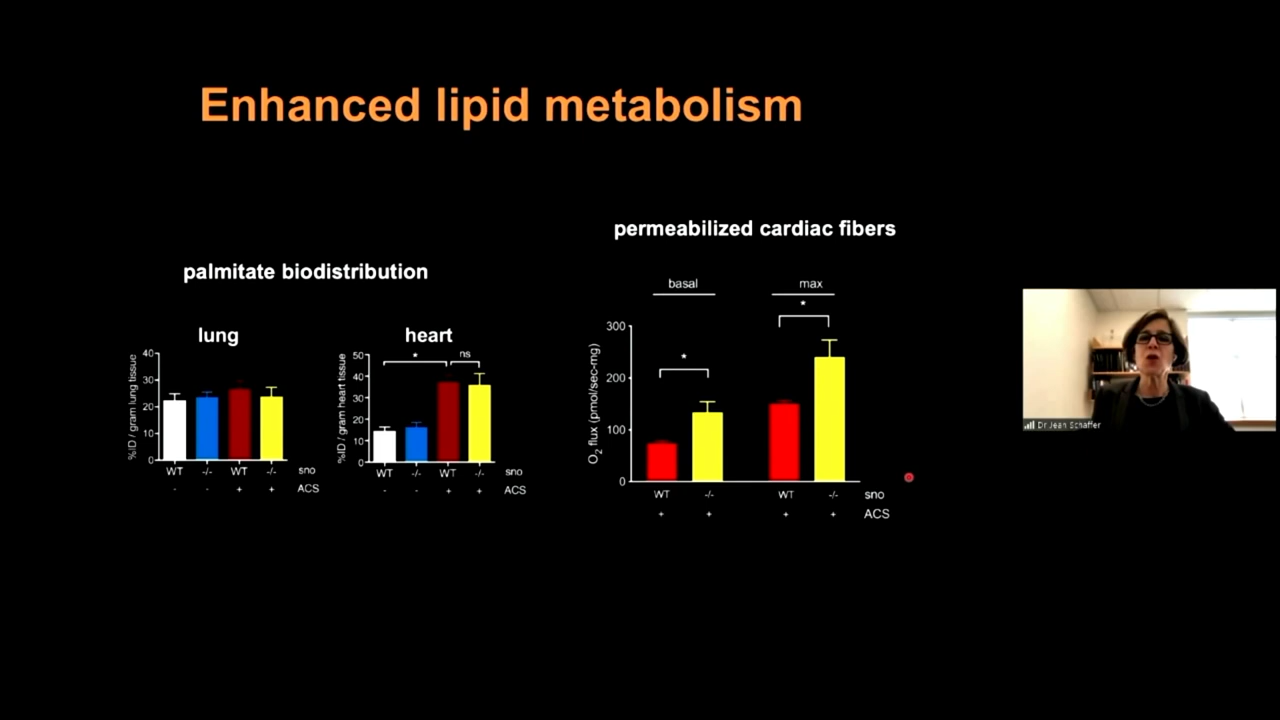 Enhanced lipid metabolism
palmitate biodistribution
lung
%ID / gram lung tissue
40
30
20
10
0
WT -/- WT -/- sno
- - + + ACS
heart
%ID / gram heart tissue
50
40
30
20
10
0
* ns
WT -/- WT -/- sno
- - + + ACS
permeabilized cardiac fibers
basal max
* *
O2 flux (pmol/sec-mg)
300
200
100
0
WT -/- WT -/- sno
+ + + + ACS
Dr Jean Schaffer